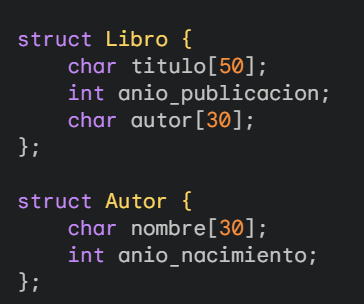 struct Libro {
    char titulo[50];
    int anio_publicacion;
    char autor[30];
};

struct Autor {
    char nombre[30];
    int anio_nacimiento;
};